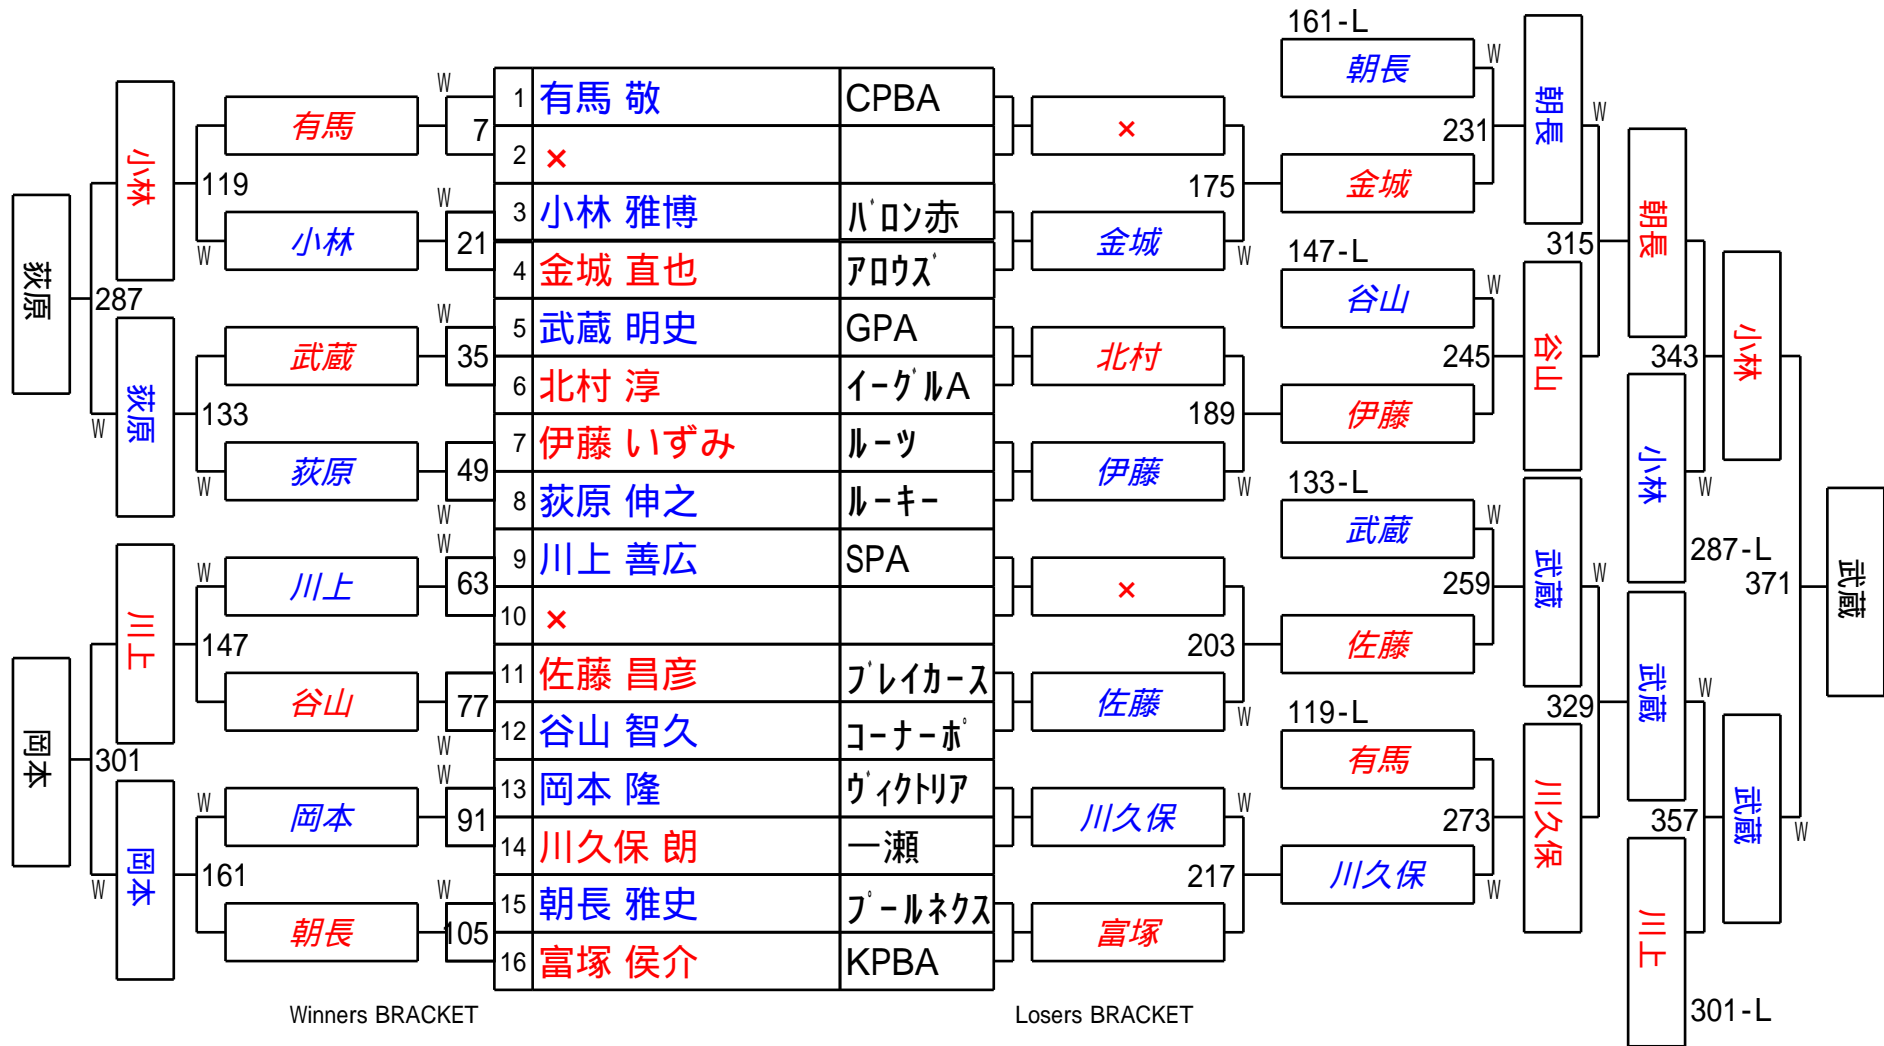 161-L
W 朝長 W
W 1 有馬 敬 CPBA
有馬 7 × 231 朝長 W
小林 2 × 朝長
119 W 175 金城
3 小林 雅博 バロン赤
W 小林 21 金城 W 315
4 金城 直也 アロウズ 147-L
荻原 287 W 谷山 W 小林
5 武蔵 明史 GPA
武蔵 35 北村 245 谷山 343
6 北村 淳 イーグルA
W 荻原 133 189 伊藤
7 伊藤 いずみ ルーツ
W 荻原 49 伊藤 W 小林 W
8 荻原 伸之 ルーキー 133-L
W 武蔵 W
W 287-L
9 川上 善広 SPA
W 川上 63 × 259 武蔵 W 371 武蔵
10 ×
川上 147 203 佐藤
11 佐藤 昌彦 ブレイカース
谷山 77 佐藤 W 329 武蔵 W
12 谷山 智久 コーナーポ 119-L
岡本 301 W 有馬
W
13 岡本 隆 ヴィクトリア
W 岡本 91 川久保 W 273 川久保 357 武蔵 W
14 川久保 朗 一瀬
W 岡本 161 217 川久保 W
W 15 朝長 雅史 プールネクス
朝長 105 富塚 川上
16 富塚 侯介 KPBA
Winners BRACKET Losers BRACKET 301-L